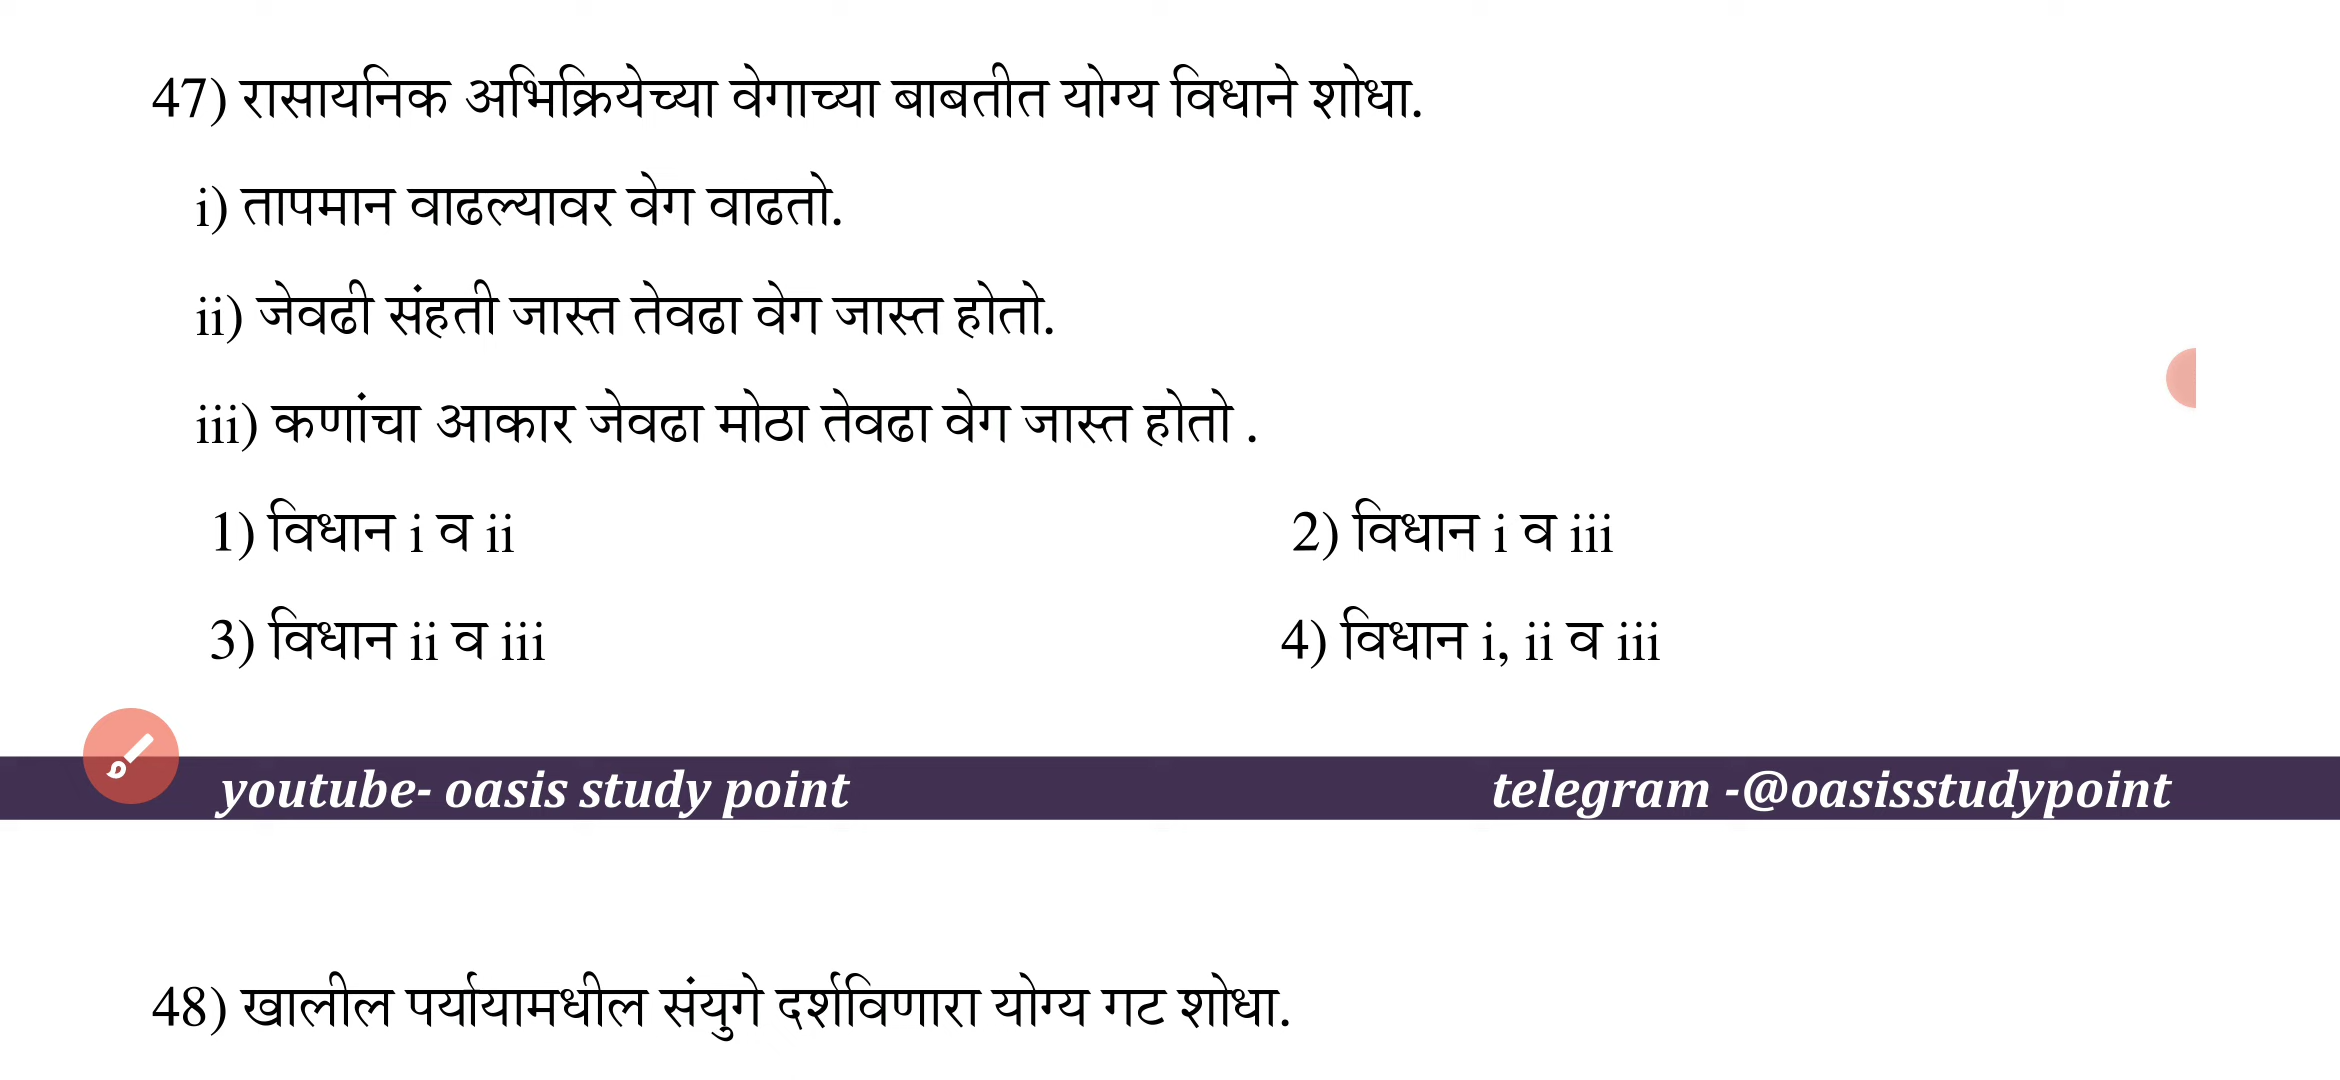 47) रासायनिक अभिक्रियेच्या वेगाच्या बाबतीत योग्य विधाने शोधा.
i) तापमान वाढल्यावर वेग वाढतो.
ii) जेवढी संहती जास्त तेवढा वेग जास्त होतो.
iii) कणांचा आकार जेवढा मोठा तेवढा वेग जास्त होतो .
1) विधान i व ii 2) विधान i व iii
3) विधान ii व iii 4) विधान i, ii व iii
youtube- oasis study point telegram -@oasisstudypoint
48) खालील पर्यायामधील संयुगे दर्शविणारा योग्य गट शोधा.